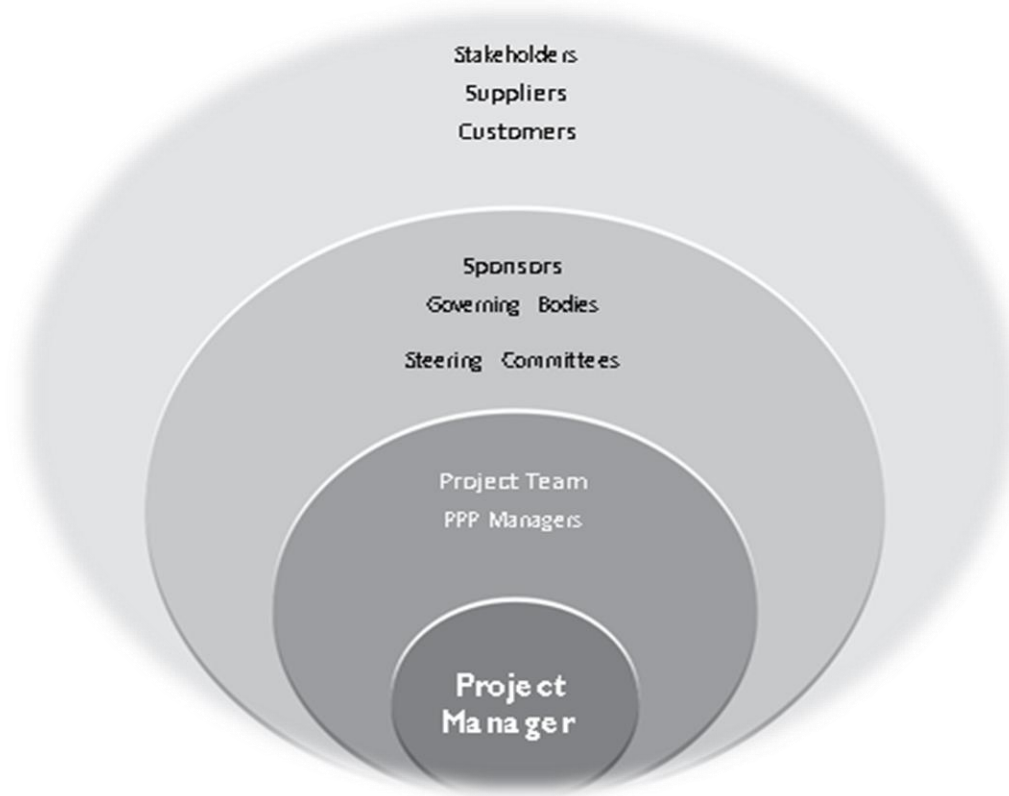 Stakeholders
Suppliers
Customers
Sponsors
Governing Bodies
Steering Committees
Project Team
PPP Managers
Project
Manager